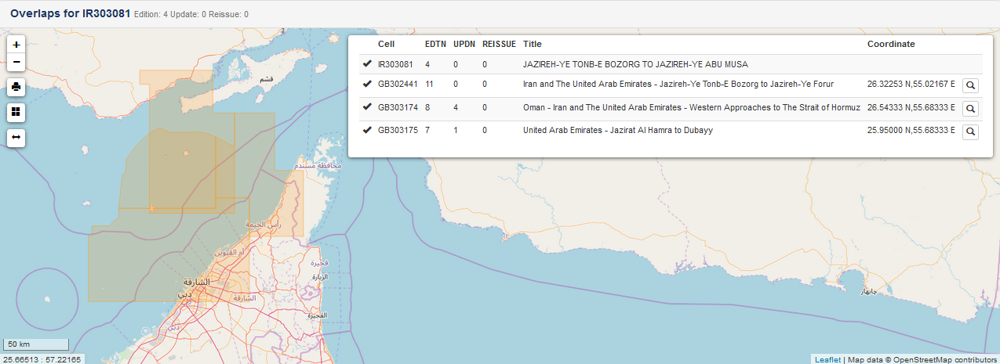 Overlaps for IR303081 Edition: 4 Update: 0 Reissue: 0
Cell EDTN UPDN REISSUE Title Coordinate
IR303081 4 0 0 JAZIREH-YE TONB-E BOZORG TO JAZIREH-YE ABU MUSA
GB302441 11 0 0 Iran and The United Arab Emirates - Jazireh-Ye Tonb-E Bozorg to Jazireh-Ye Forur 26.32253 N,55.02167 E
GB303174 8 4 0 Oman - Iran and The United Arab Emirates - Western Approaches to The Strait of Hormuz 26.54333 N,55.68333 E
GB303175 7 1 0 United Arab Emirates - Jazirat Al Hamra to Dubayy 25.95000 N,55.68333 E
قشم
محافظة مسندم
رأس الخيمة
أم القيوين
فجيرة
الزبارة
الشارقة
دبي
الشارقة
چابهار
الفجيرة
دبي
50 km
25.66513 : 57.22165
Leaflet | Map data © OpenStreetMap contributors